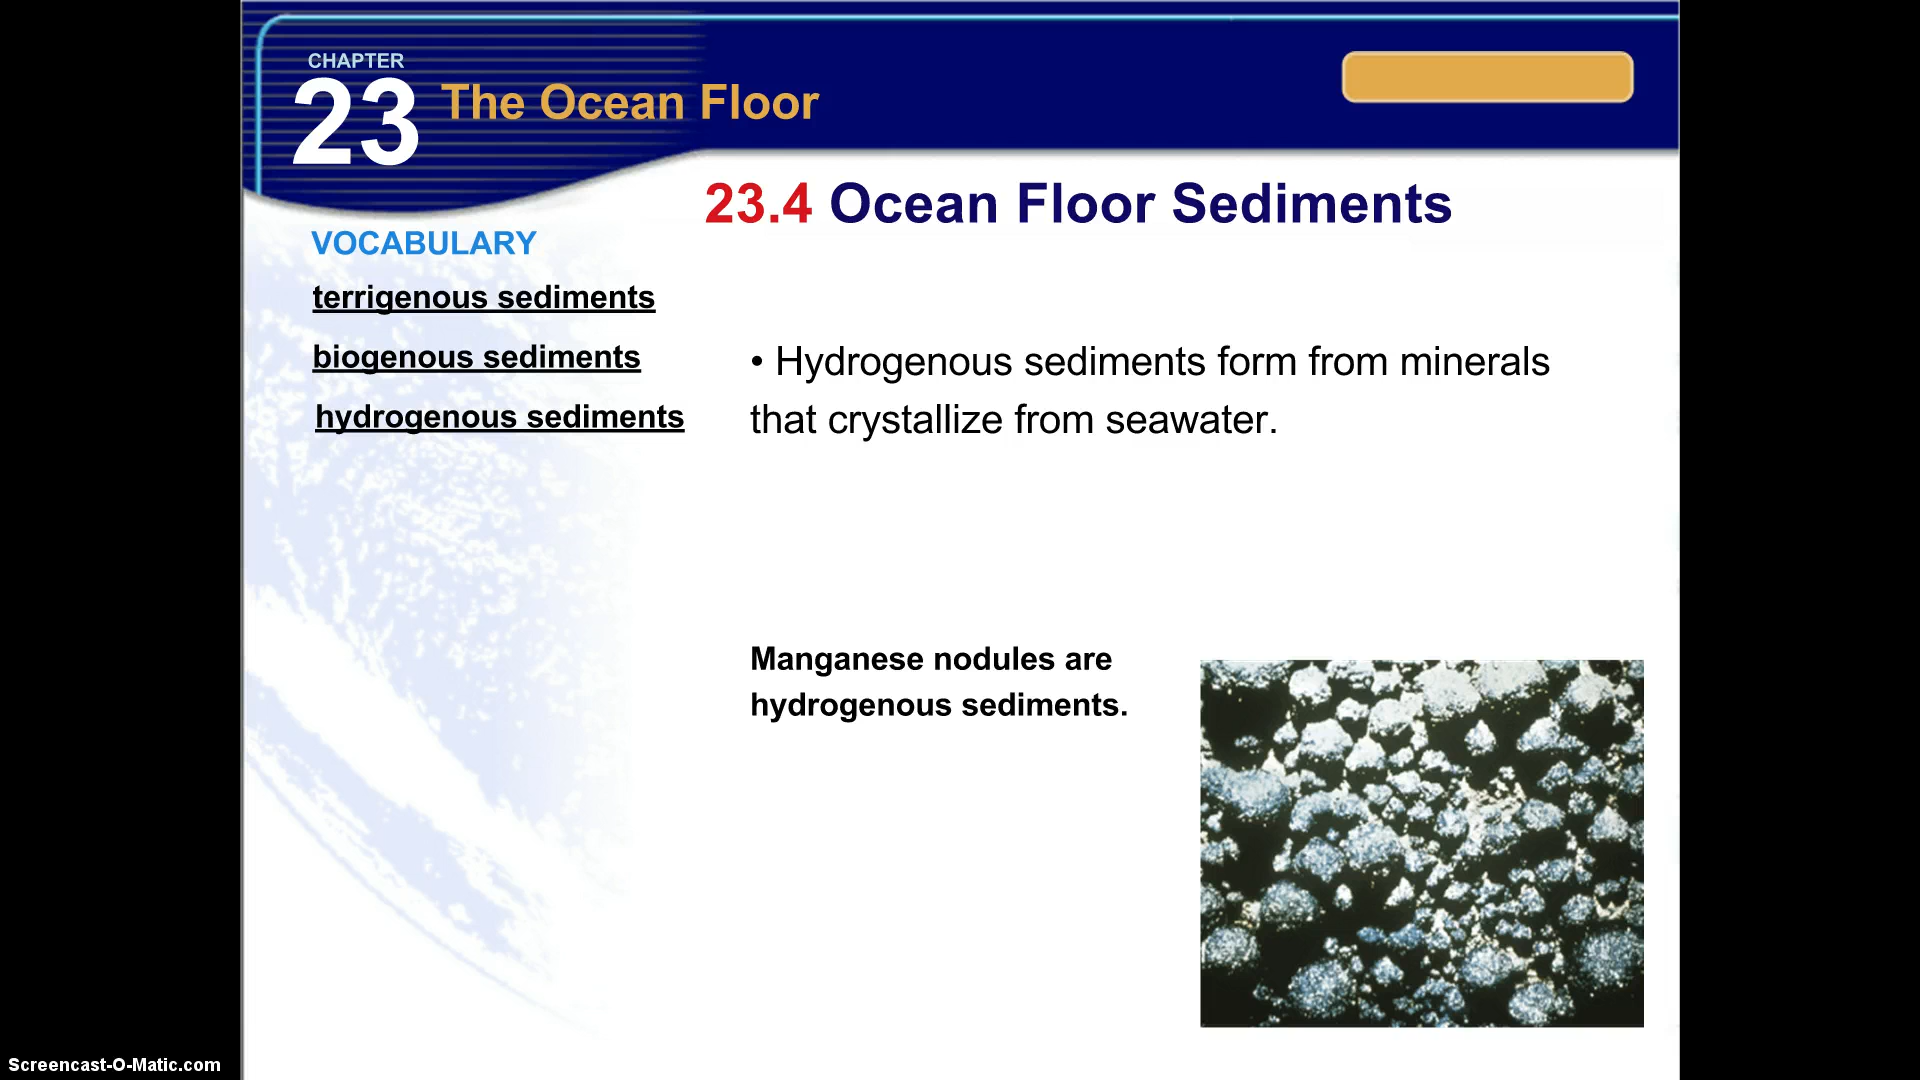 CHAPTER
23
The Ocean Floor
23.4 Ocean Floor Sediments
VOCABULARY
terrigenous sediments
biogenous sediments
hydrogenous sediments
• Hydrogenous sediments form from minerals
that crystallize from seawater.
Manganese nodules are
hydrogenous sediments.
Screencast-O-Matic.com